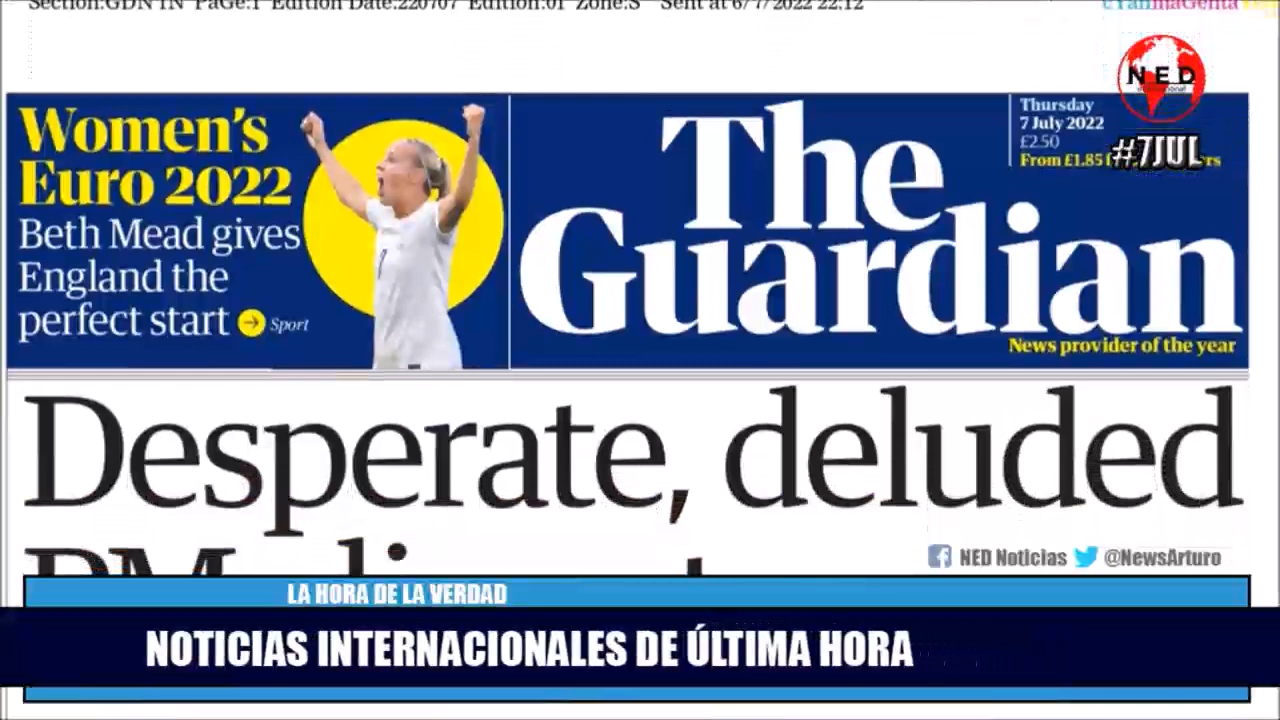 Section:GDN 1N PaGe:1 Edition Date:220707 Edition:01 Zone:S Sent at 6/7/2022 22:12
cYanmaGenta
NED
#7JUL
Women's
Euro 2022
Beth Mead gives
England the
perfect start
Sport
The
Guardian
Thursday
7 July 2022
£2.50
From £1.85
News provider of the year
Desperate, deluded
NED Noticias @NewsArturo
LA HORA DE LA VERDAD
NOTICIAS INTERNACIONALES DE ÚLTIMA HORA